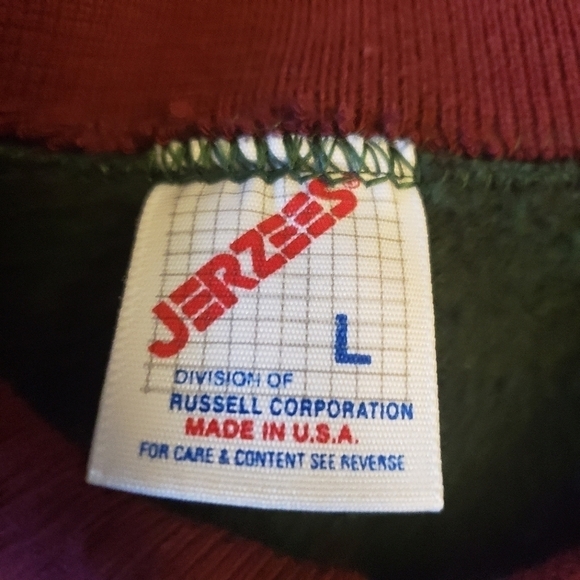 JERZEES®
L
DIVISION OF
RUSSELL CORPORATION
MADE IN U.S.A.
FOR CARE & CONTENT SEE REVERSE